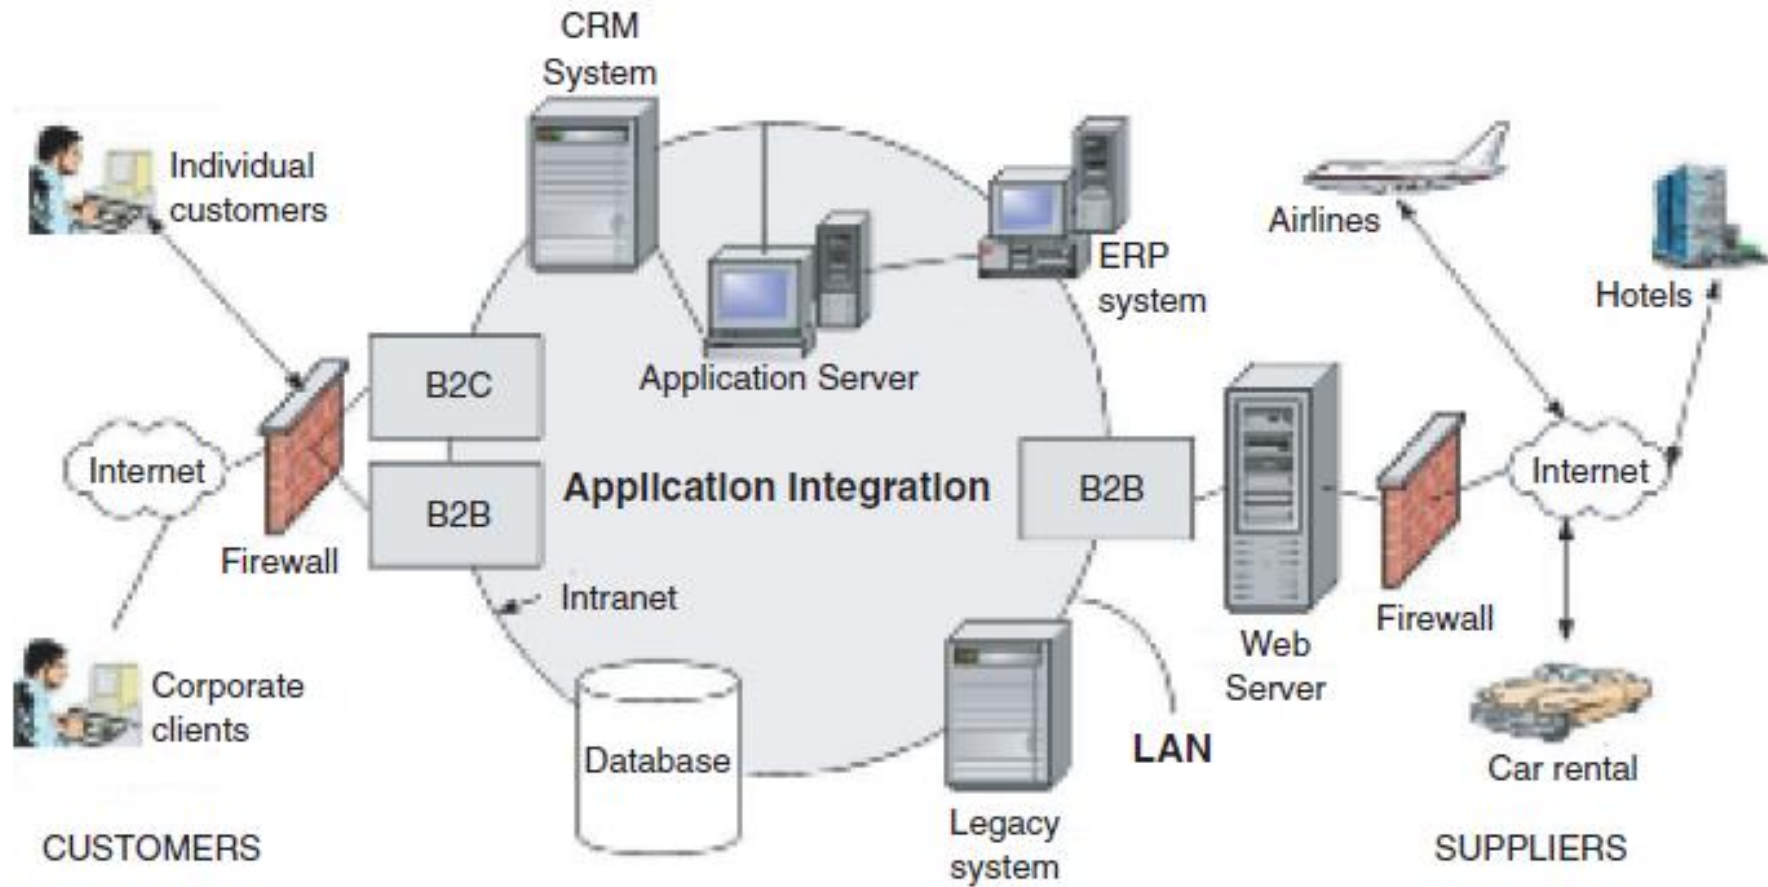 CRM
System
Individual
customers
Airlines
Hotels
ERP
system
Application Server
B2C
Internet
B2B
Application Integration
B2B
Internet
Firewall
Intranet
Firewall
Web
Server
Corporate
clients
Database
LAN
Car rental
Legacy
system
CUSTOMERS
SUPPLIERS